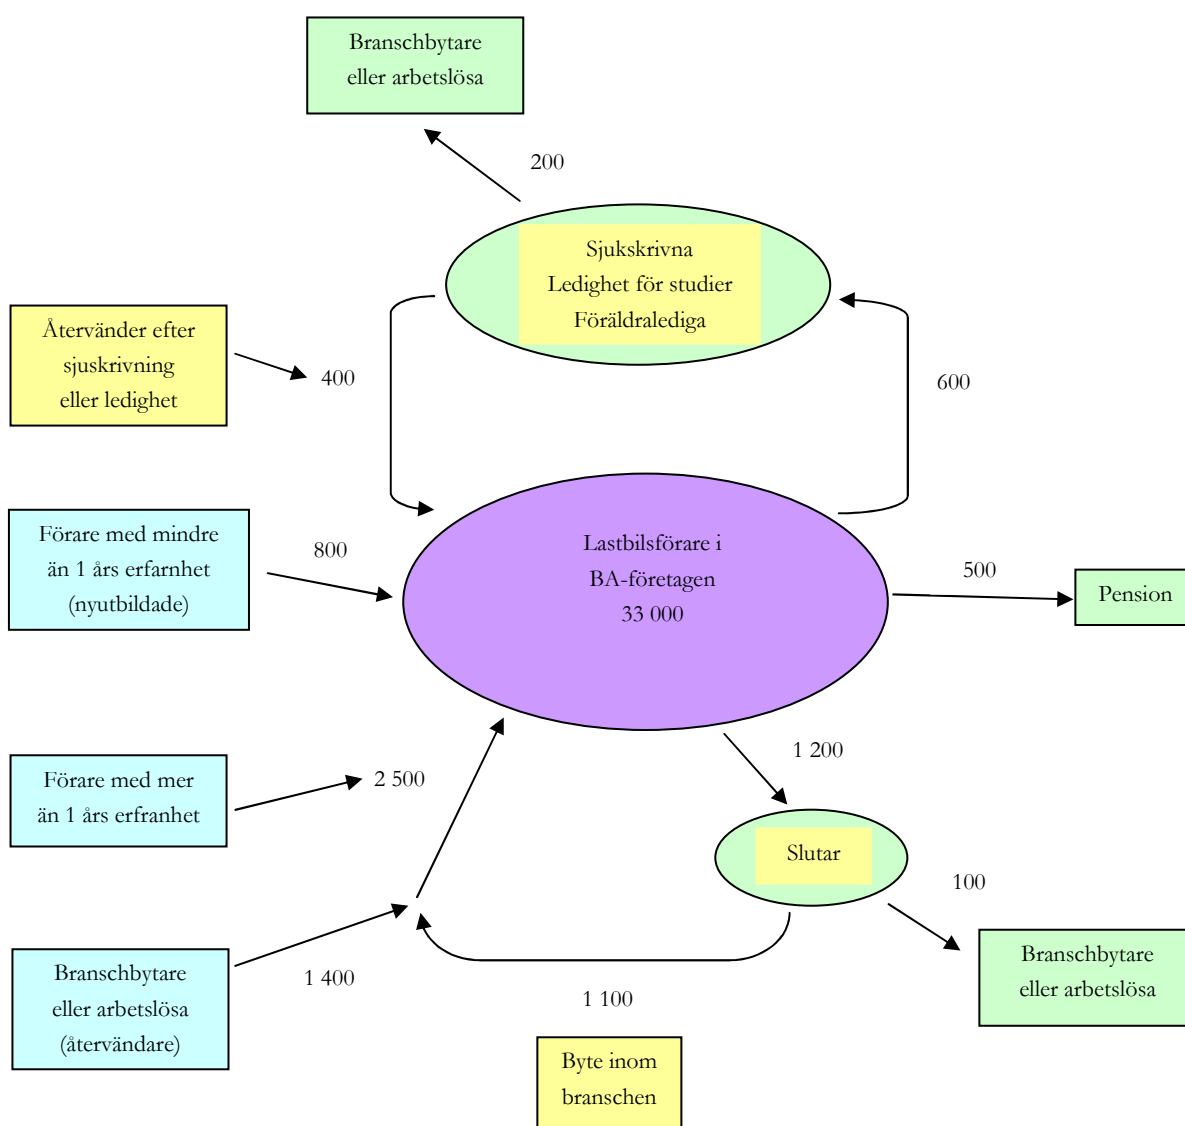 Branschbytare
eller arbetslösa
200
Sjukskrivna
Ledighet för studier
Föräldralediga
Återvänder efter
sjuskrivning
eller ledighet
400
600
Förare med mindre
än 1 års erfarnhet
(nyutbildade)
800
Lastbilsförare i
BA-företagen
33 000
500
Pension
Förare med mer
än 1 års erfranhet
2 500
1 200
Slutar
100
Branschbytare
eller arbetslösa
(återvändare)
1 400
1 100
Branschbytare
eller arbetslösa
Byte inom
branschen